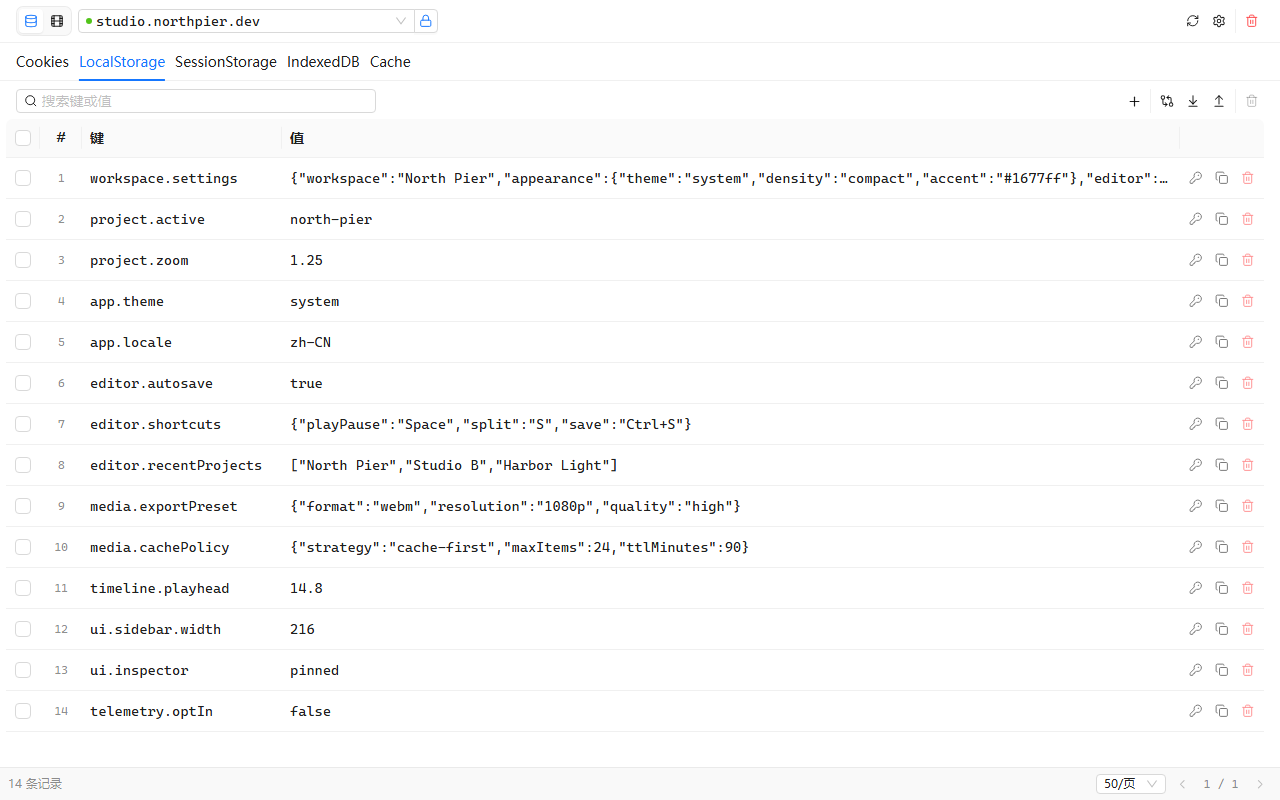 studio.northpier.dev
Cookies LocalStorage SessionStorage IndexedDB Cache
搜索键或值
# 键 值
1 workspace.settings {"workspace":"North Pier","appearance":{"theme":"system","density":"compact","accent":"#1677ff"},"editor":…
2 project.active north-pier
3 project.zoom 1.25
4 app.theme system
5 app.locale zh-CN
6 editor.autosave true
7 editor.shortcuts {"playPause":"Space","split":"S","save":"Ctrl+S"}
8 editor.recentProjects ["North Pier","Studio B","Harbor Light"]
9 media.exportPreset {"format":"webm","resolution":"1080p","quality":"high"}
10 media.cachePolicy {"strategy":"cache-first","maxItems":24,"ttlMinutes":90}
11 timeline.playhead 14.8
12 ui.sidebar.width 216
13 ui.inspector pinned
14 telemetry.optIn false
14 条记录 50/页 1 / 1